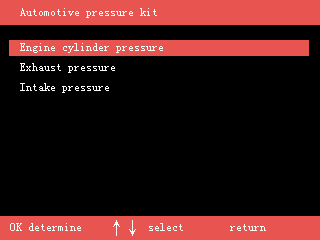 Automotive pressure kit
Engine cylinder pressure
Exhaust pressure
Intake pressure
OK determine ↑ ↓ select return